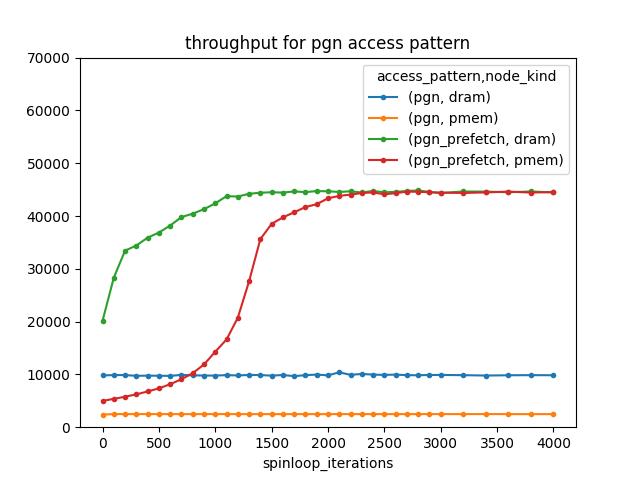 throughput for pgn access pattern
70000
60000
50000
40000
30000
20000
10000
0
access_pattern,node_kind
(pgn, dram)
(pgn, pmem)
(pgn_prefetch, dram)
(pgn_prefetch, pmem)
0 500 1000 1500 2000 2500 3000 3500 4000
spinloop_iterations